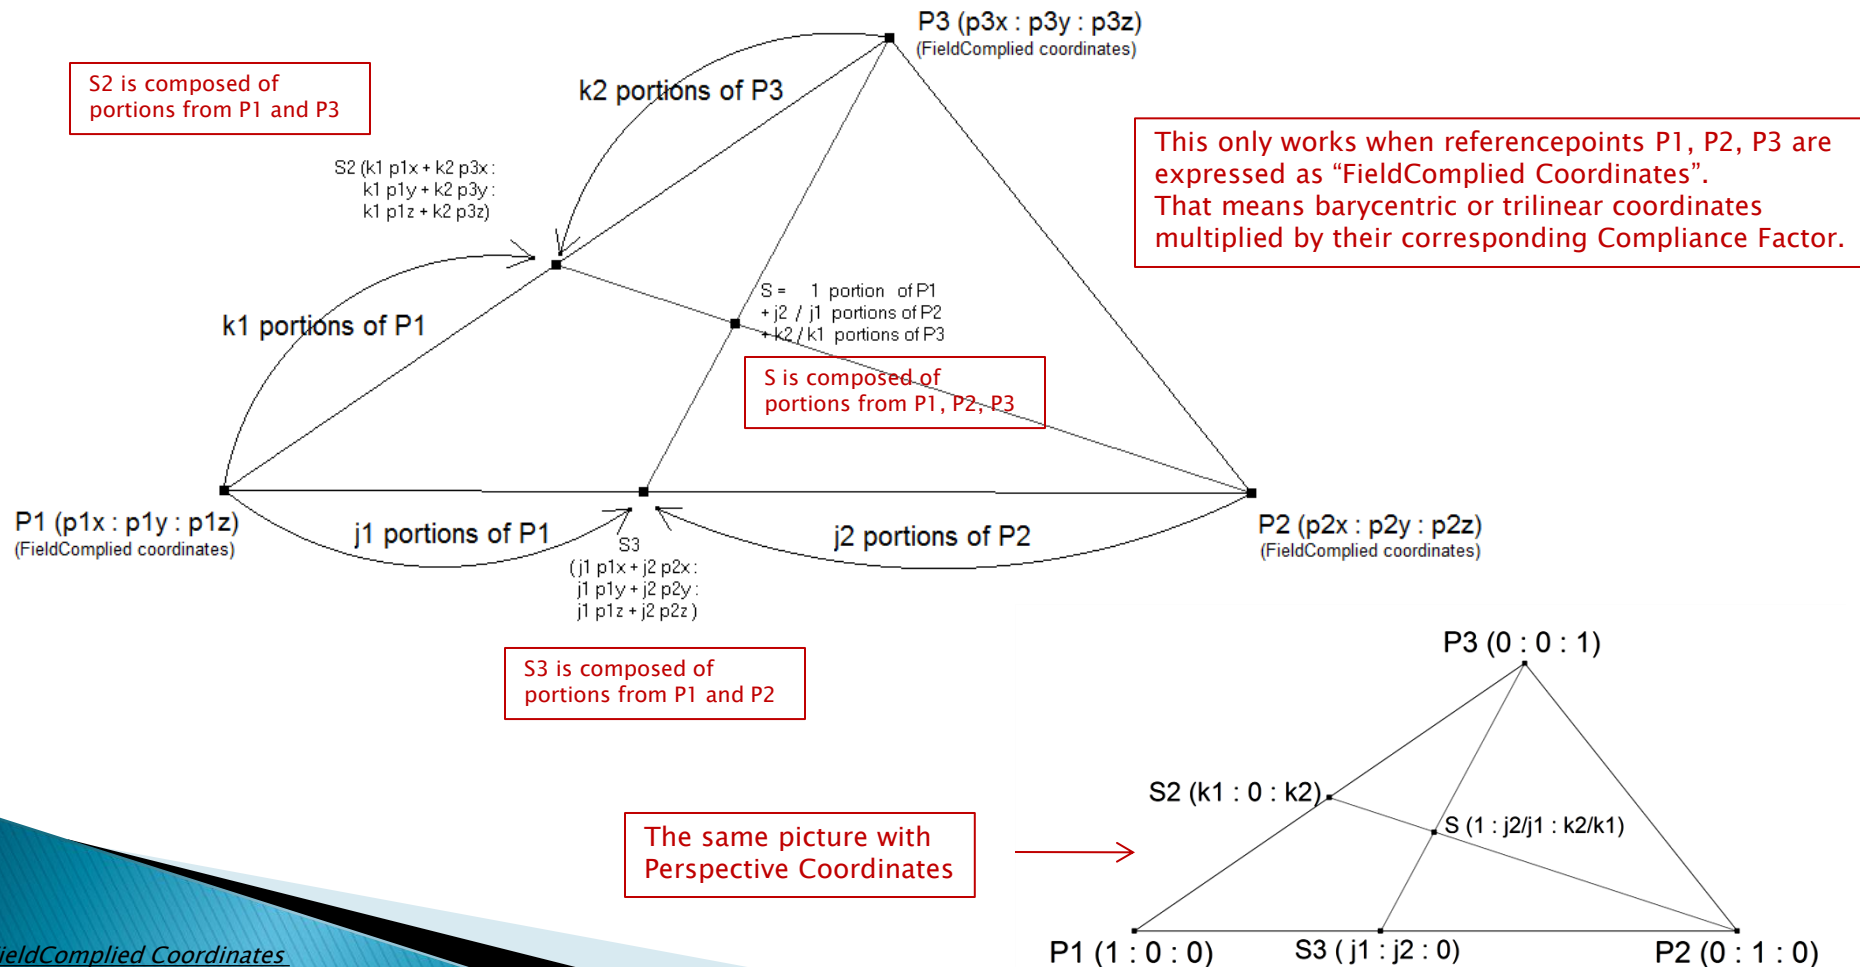 P3 (p3x : p3y : p3z)
(FieldComplied coordinates)
S2 is composed of
portions from P1 and P3
k2 portions of P3
This only works when referencepoints P1, P2, P3 are
expressed as “FieldComplied Coordinates”.
That means barycentric or trilinear coordinates
multiplied by their corresponding Compliance Factor.
S2 (k1 p1x + k2 p3x :
k1 p1y + k2 p3y :
k1 p1z + k2 p3z)
k1 portions of P1
S = 1 portion of P1
+ j2 / j1 portions of P2
+ k2 / k1 portions of P3
S is composed of
portions from P1, P2, P3
P1 (p1x : p1y : p1z)
(FieldComplied coordinates)
j1 portions of P1
j2 portions of P2
P2 (p2x : p2y : p2z)
(FieldComplied coordinates)
S3
( j1 p1x + j2 p2x :
j1 p1y + j2 p2y :
j1 p1z + j2 p2z )
S3 is composed of
portions from P1 and P2
P3 (0 : 0 : 1)
S2 (k1 : 0 : k2)
S (1 : j2/j1 : k2/k1)
The same picture with
Perspective Coordinates
P1 (1 : 0 : 0)
S3 ( j1 : j2 : 0)
P2 (0 : 1 : 0)
ieldComplied Coordinates